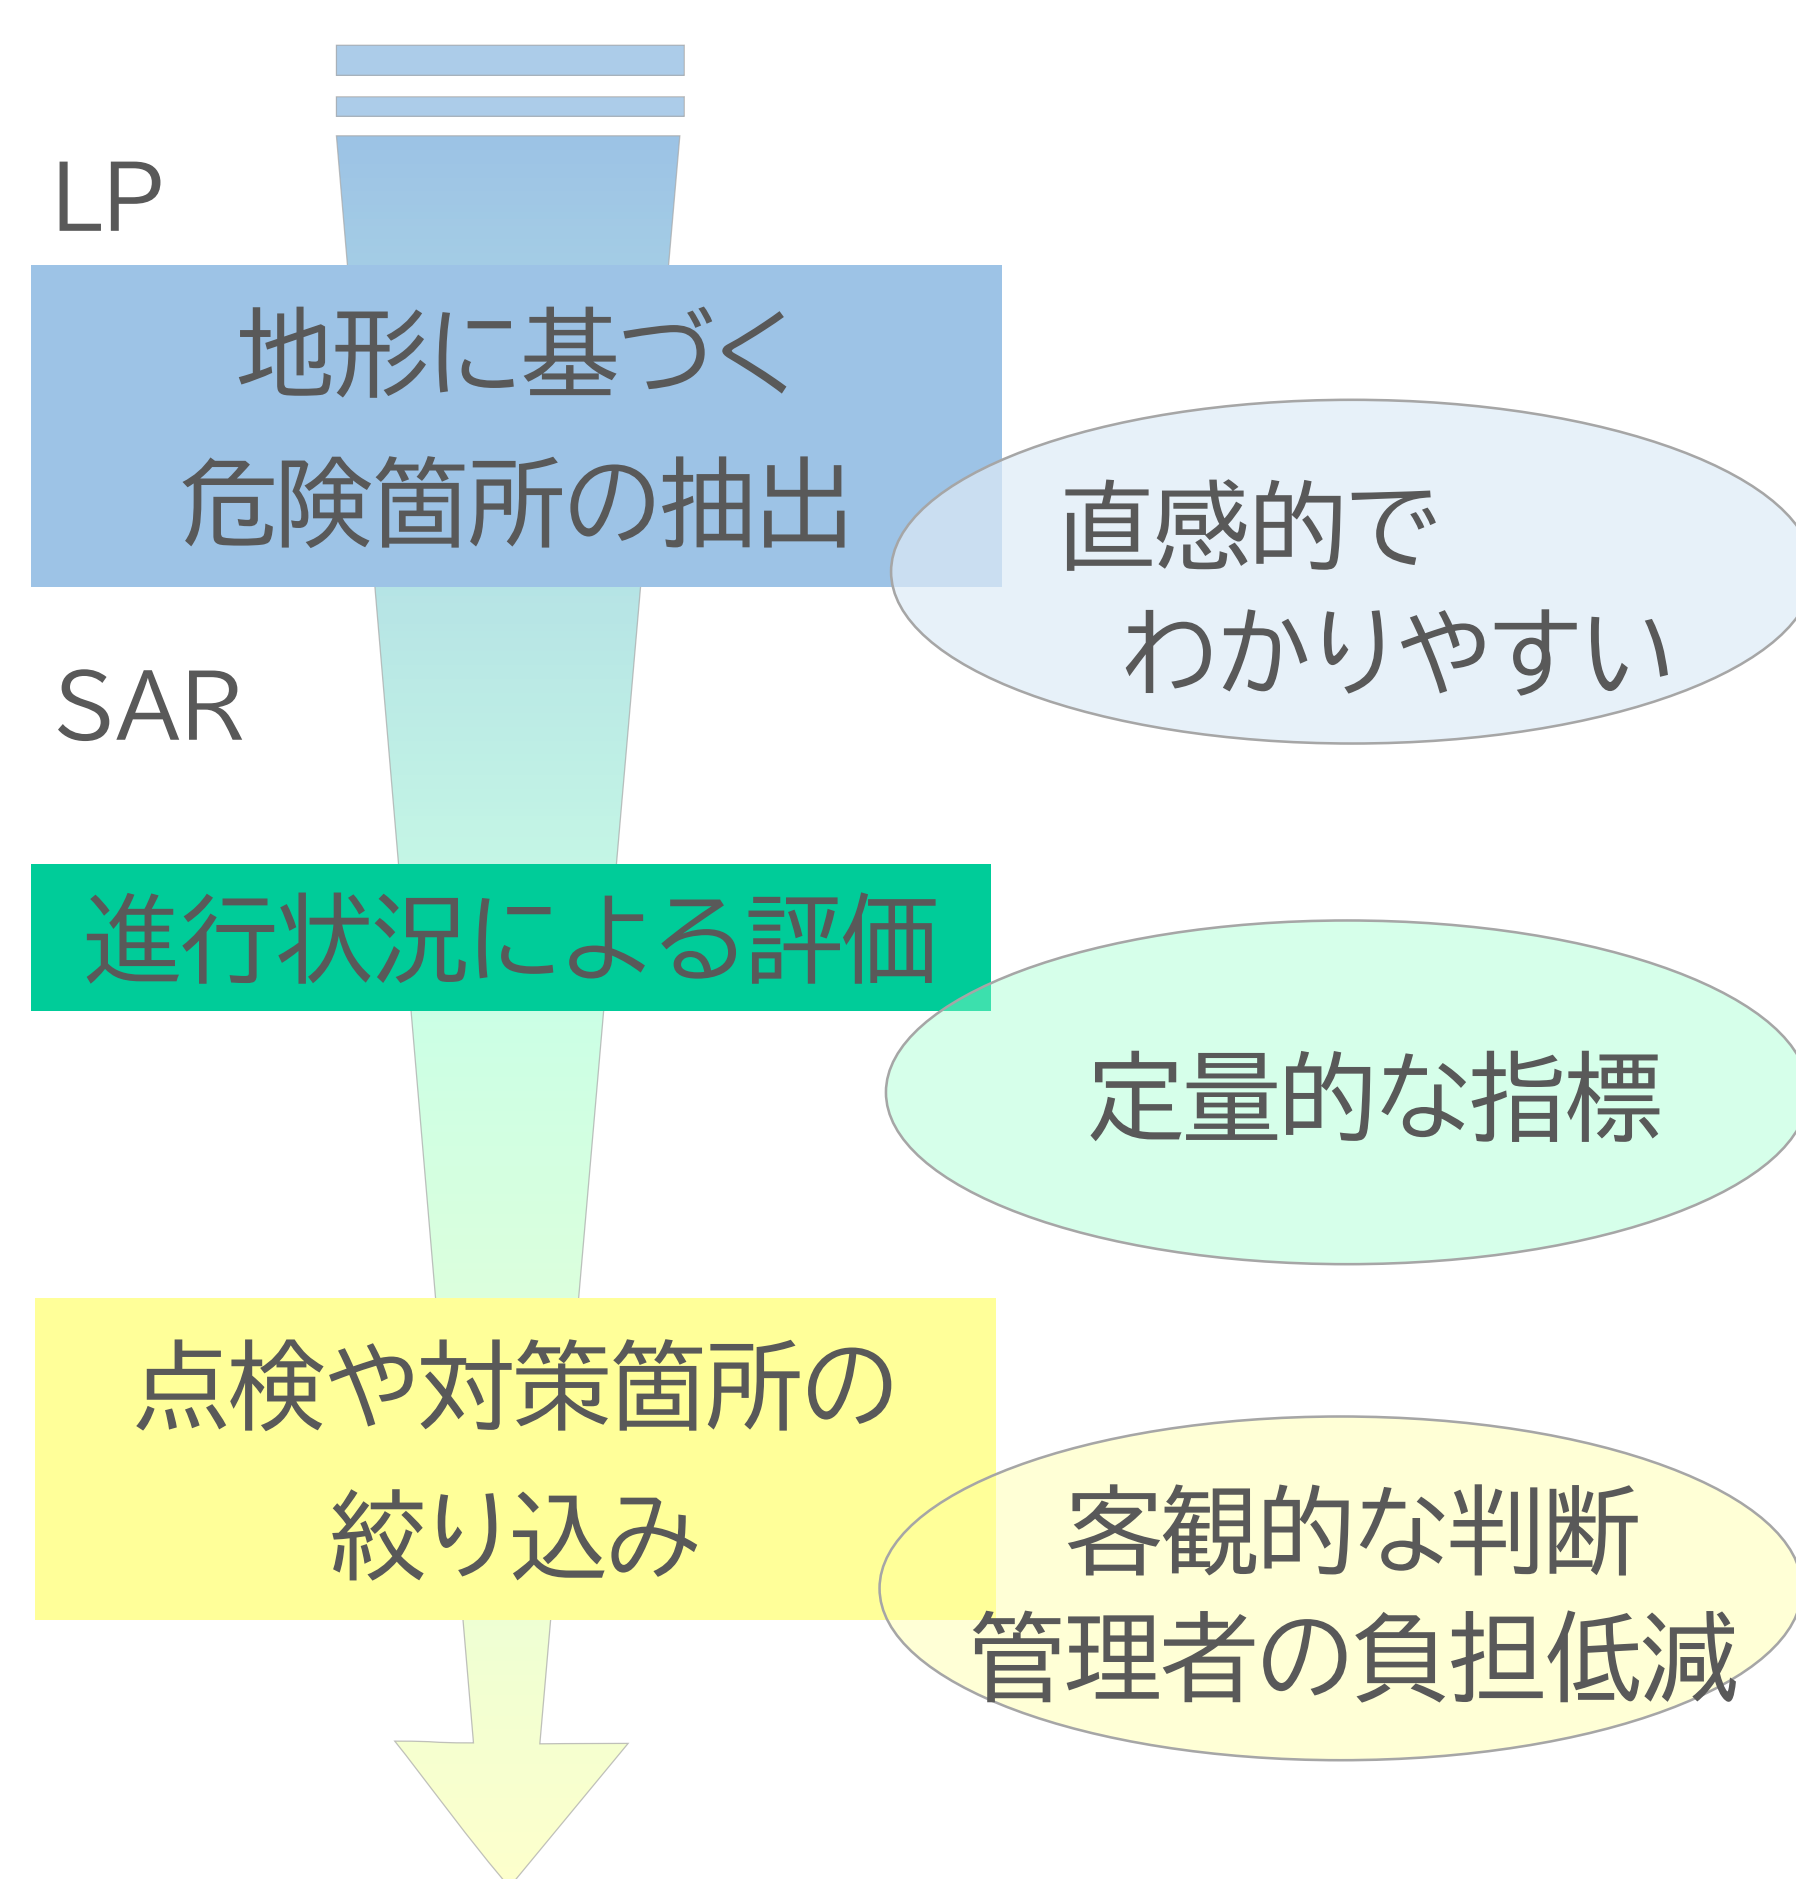 LP
地形に基づく
危険箇所の抽出
直感的で
わかりやすい
SAR
進行状況による評価
定量的な指標
点検や対策箇所の
絞り込み
客観的な判断
管理者の負担低減